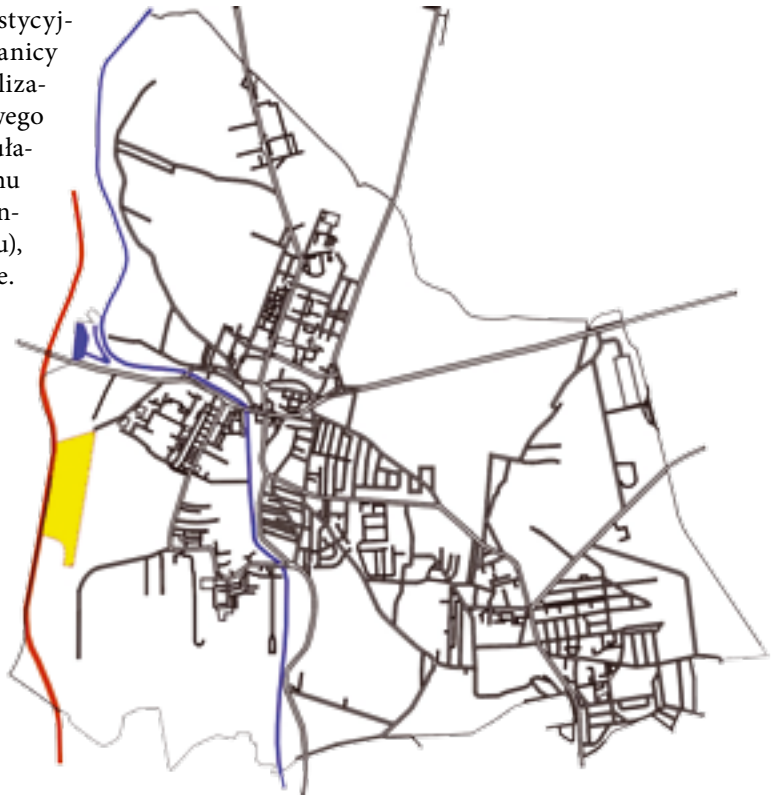 stycyj-
anicy
liza-
wego
uła-
nu
n-
u),
e.